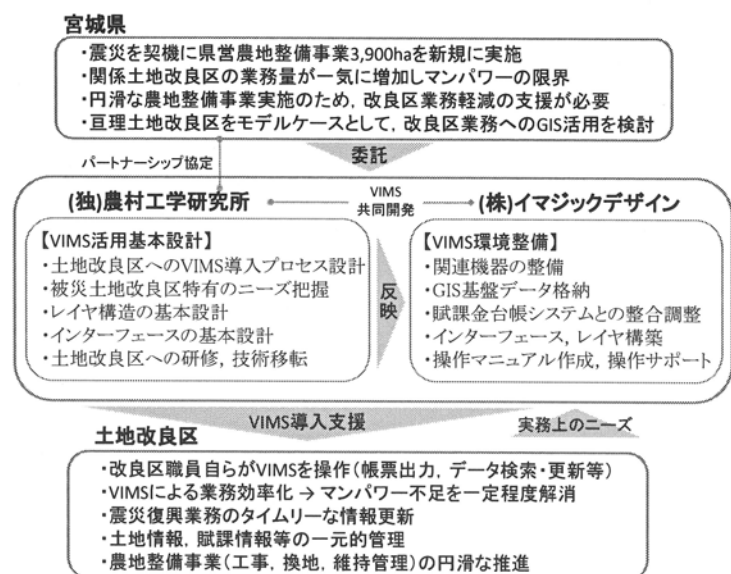 宮城県
・震災を契機に県営農地整備事業3,900haを新規に実施
・関係土地改良区の業務量が一気に増加しマンパワーの限界
・円滑な農地整備事業実施のため，改良区業務軽減の支援が必要
・亘理土地改良区をモデルケースとして，改良区業務へのGIS活用を検討
パートナーシップ協定
委託
(独)農村工学研究所
VIMS
共同開発
(株)イマジックデザイン
【VIMS活用基本設計】
・土地改良区へのVIMS導入プロセス設計
・被災土地改良区特有のニーズ把握
・レイヤ構造の基本設計
・インターフェースの基本設計
・土地改良区への研修，技術移転
反映
【VIMS環境整備】
・関連機器の整備
・GIS基盤データ格納
・賦課金台帳システムとの整合調整
・インターフェース，レイヤ構築
・操作マニュアル作成，操作サポート
VIMS導入支援
実務上のニーズ
土地改良区
・改良区職員自らがVIMSを操作（帳票出力，データ検索・更新等）
・VIMSによる業務効率化 → マンパワー不足を一定程度解消
・震災復興業務のタイムリーな情報更新
・土地情報，賦課情報等の一元的管理
・農地整備事業（工事，換地，維持管理）の円滑な推進